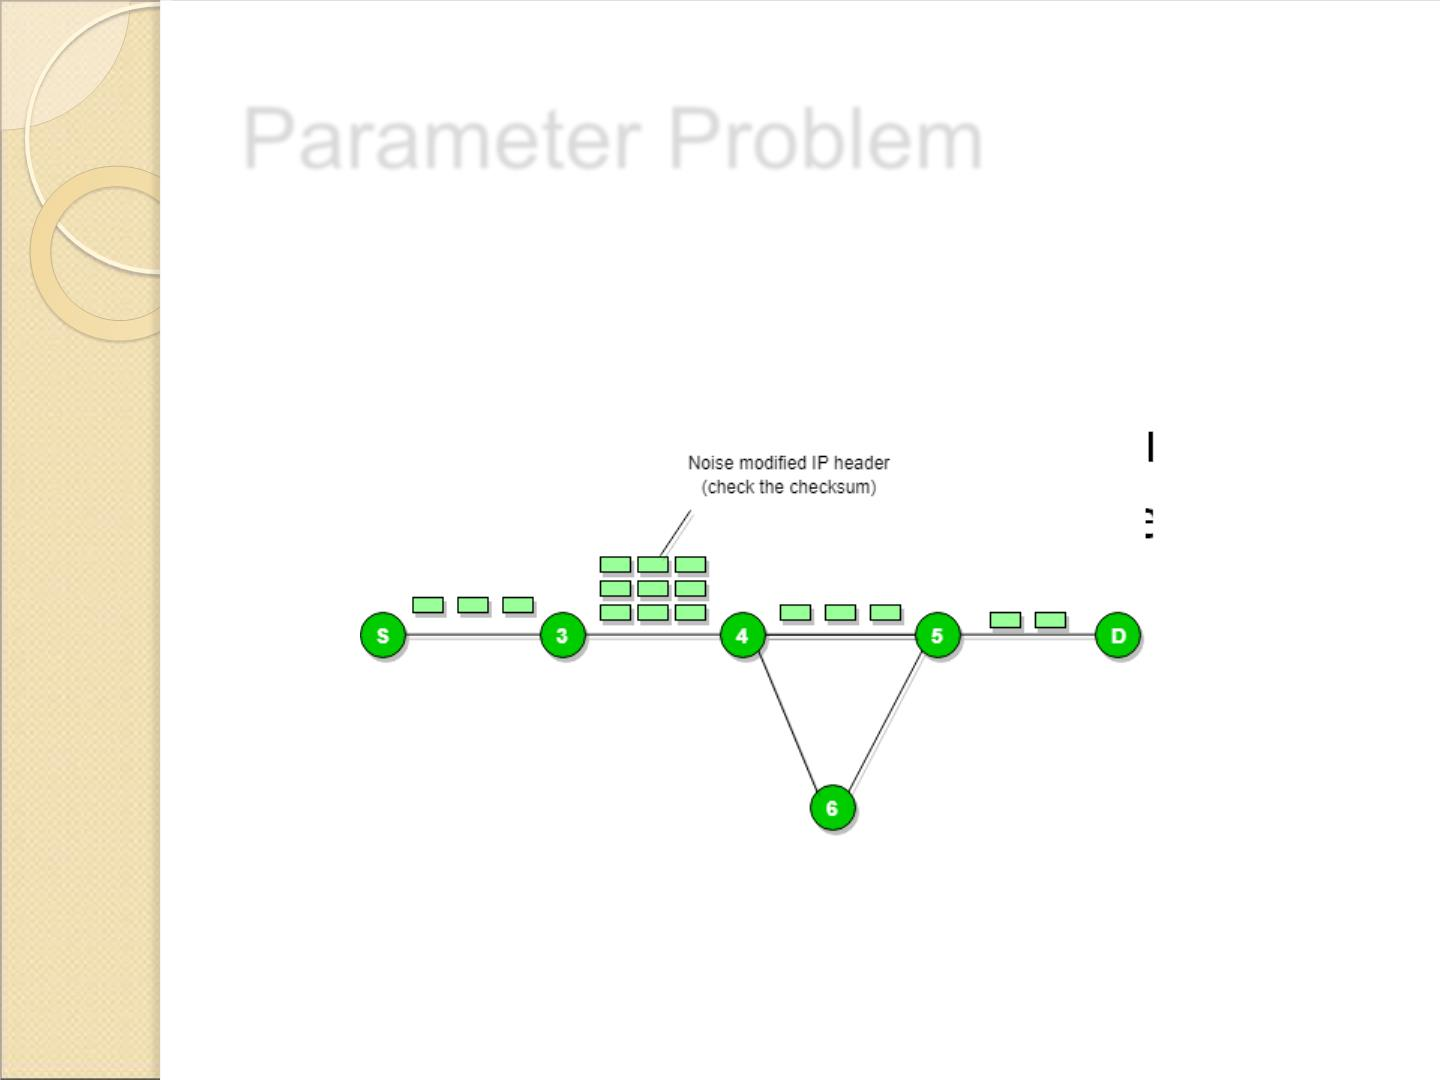 Parameter Problem
Noise modified IP header
(check the checksum)
S
3
4
5
D
6